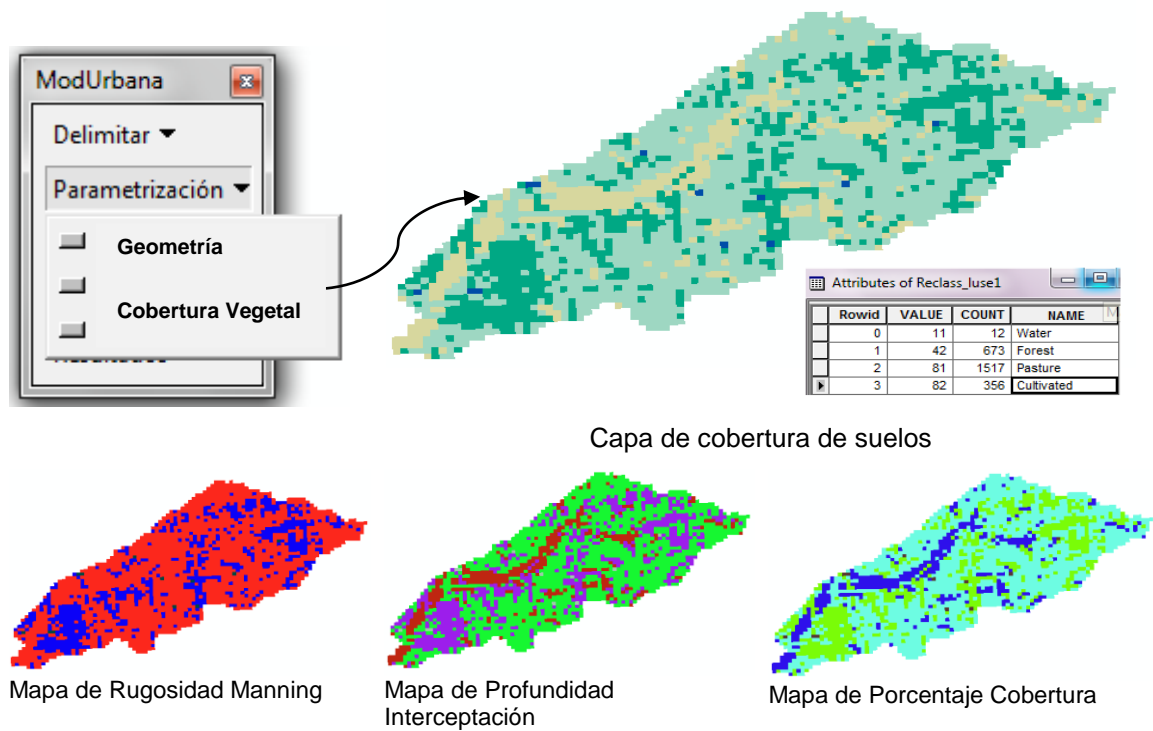 ModUrbana
Delimitar
Parametrización
Geometría
Cobertura Vegetal
Attributes of Reclass_luse1
Rowid VALUE COUNT NAME
0 11 12 Water
1 42 673 Forest
2 81 1517 Pasture
3 82 356 Cultivated
Capa de cobertura de suelos
Mapa de Rugosidad Manning
Mapa de Profundidad
Interceptación
Mapa de Porcentaje Cobertura